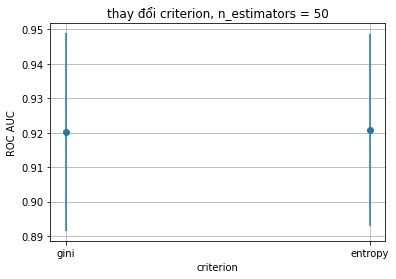 thay đổi criterion, n_estimators = 50
0.95
0.94
0.93
0.92
0.91
0.90
0.89
ROC AUC
gini
entropy
criterion